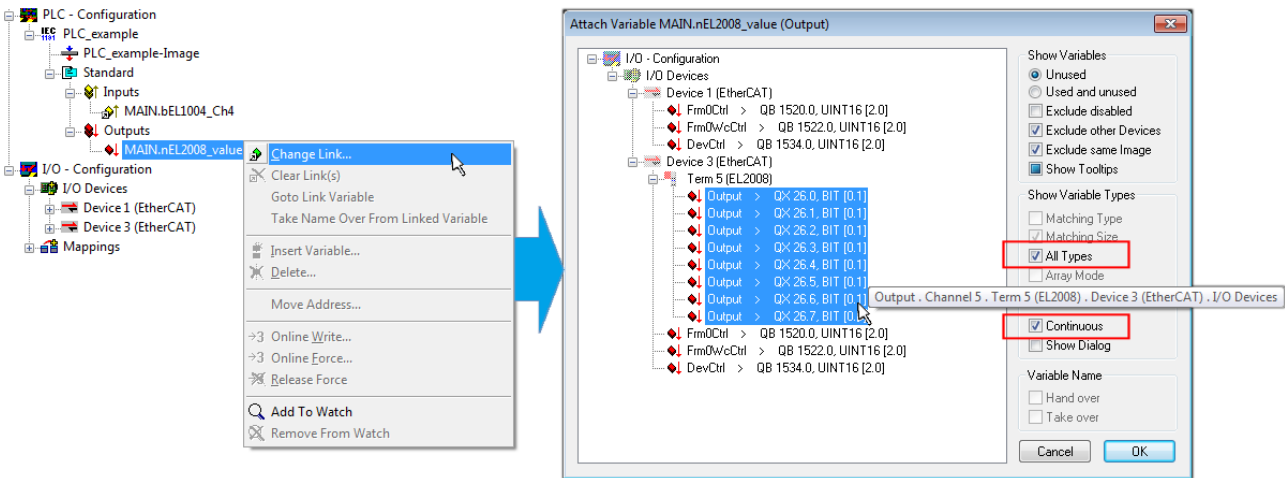 PLC - Configuration
IEC
1131
PLC_example
PLC_example-Image
Standard
Inputs
MAIN.bEL1004_Ch4
Outputs
MAIN.nEL2008_value
I/O - Configuration
I/O Devices
Device 1 (EtherCAT)
Device 3 (EtherCAT)
Mappings
Change Link...
Clear Link(s)
Goto Link Variable
Take Name Over From Linked Variable
Insert Variable...
Delete...
Move Address...
Online Write...
Online Force...
Release Force
Add To Watch
Remove From Watch
Attach Variable MAIN.nEL2008_value (Output)
I/O - Configuration
I/O Devices
Device 1 (EtherCAT)
Frm0Ctrl > QB 1520.0, UINT16 [2.0]
Frm0WcCtrl > QB 1522.0, UINT16 [2.0]
DevCtrl > QB 1534.0, UINT16 [2.0]
Device 3 (EtherCAT)
Term 5 (EL2008)
Output > QX 26.0, BIT [0.1]
Output > QX 26.1, BIT [0.1]
Output > QX 26.2, BIT [0.1]
Output > QX 26.3, BIT [0.1]
Output > QX 26.4, BIT [0.1]
Output > QX 26.5, BIT [0.1]
Output > QX 26.6, BIT [0.1]
Output > QX 26.7, BIT [0.1]
Frm0Ctrl > QB 1520.0, UINT16 [2.0]
Frm0WcCtrl > QB 1522.0, UINT16 [2.0]
DevCtrl > QB 1534.0, UINT16 [2.0]
Output . Channel 5 . Term 5 (EL2008) . Device 3 (EtherCAT) . I/O Devices
Show Variables
Unused
Used and unused
Exclude disabled
Exclude other Devices
Exclude same Image
Show Tooltips
Show Variable Types
Matching Type
Matching Size
All Types
Array Mode
Continuous
Show Dialog
Variable Name
Hand over
Take over
Cancel
OK